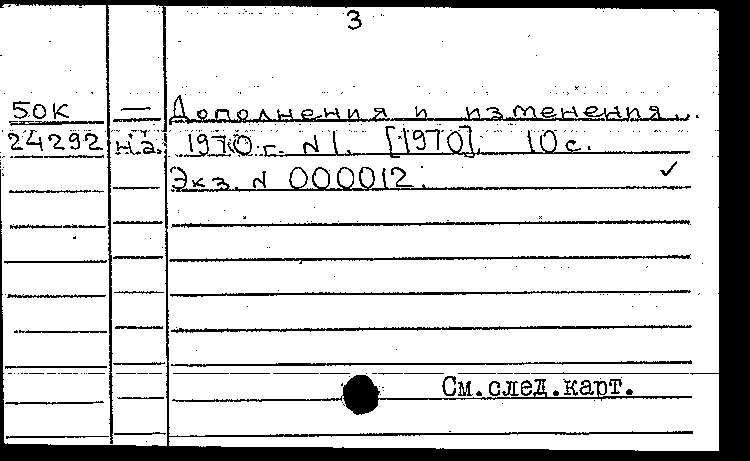 3
50К — Дополнения и изменения...
24292 н.а. 1970 г. N 1. [1970]. 10 с.
Экз. N 000012. ✓
См.след.карт.